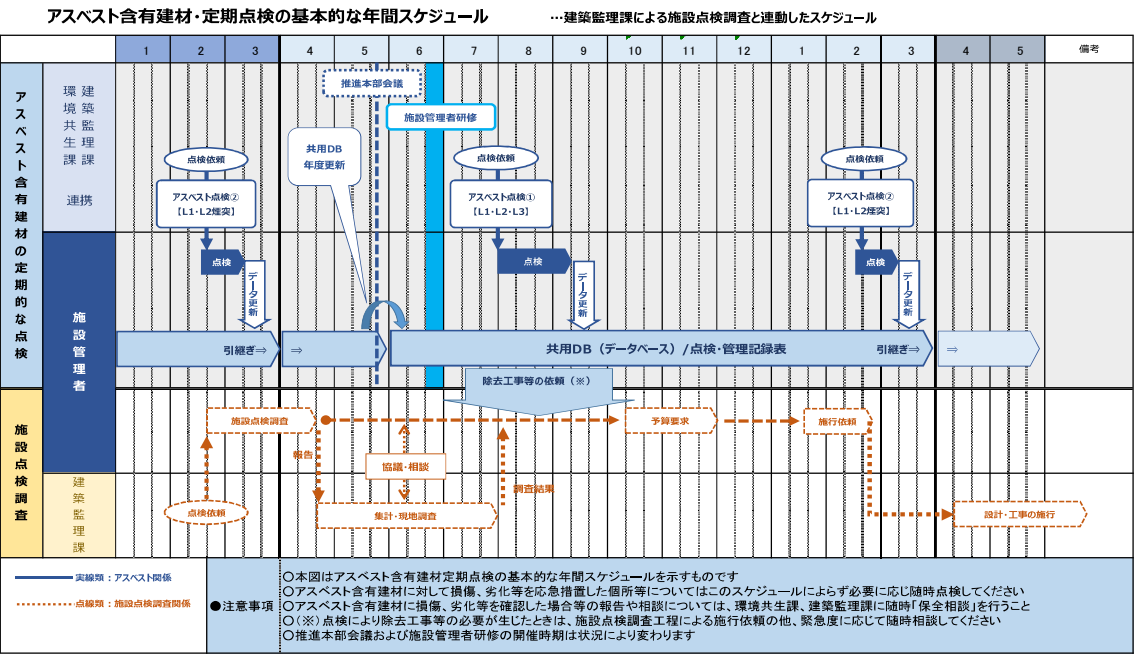 アスベスト含有建材・定期点検の基本的な年間スケジュール
…建築監理課による施設点検調査と連動したスケジュール
1 2 3 4 5 6 7 8 9 10 11 12 1 2 3 4 5 備考
アスベスト含有建材の定期的な点検
建築監理課
環境共生課
連携
推進本部会議
施設管理者研修
共用DB
年度更新
点検依頼
アスベスト点検②
【L1・L2煙突】
点検依頼
アスベスト点検①
【L1・L2・L3】
点検依頼
アスベスト点検②
【L1・L2煙突】
施設管理者
点検
データ更新
点検
データ更新
点検
データ更新
引継ぎ⇒
⇒
共用DB（データベース）/点検・管理記録表
引継ぎ⇒
⇒
除去工事等の依頼（※）
施設点検調査
施設点検調査
予算要求
施行依頼
報告
協議・相談
調査結果
建築監理課
点検依頼
集計・現地調査
設計・工事の施行
実線類：アスベスト関係
点線類：施設点検調査関係
●注意事項
〇本図はアスベスト含有建材定期点検の基本的な年間スケジュールを示すものです
〇アスベスト含有建材に対して損傷、劣化等を応急措置した個所等についてはこのスケジュールによらず必要に応じ随時点検してください
〇アスベスト含有建材に損傷、劣化等を確認した場合等の報告や相談については、環境共生課、建築監理課に随時「保全相談」を行うこと
〇（※）点検により除去工事等の必要が生じたときは、施設点検調査工程による施行依頼の他、緊急度に応じて随時相談してください
〇推進本部会議および施設管理者研修の開催時期は状況により変わります